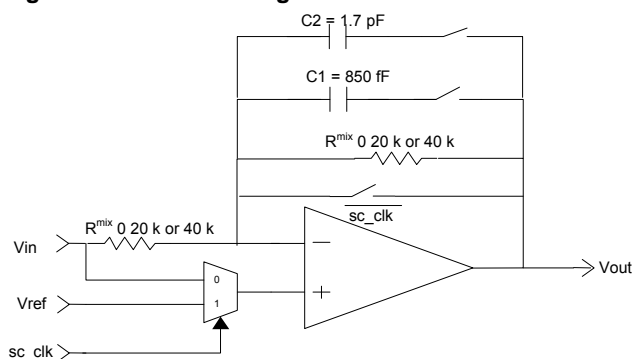 C2 = 1.7 pF
C1 = 850 fF
Rmix 0 20 k or 40 k
sc_clk
Rmix 0 20 k or 40 k
Vin
Vref
sc_clk
0
1
−
+
Vout